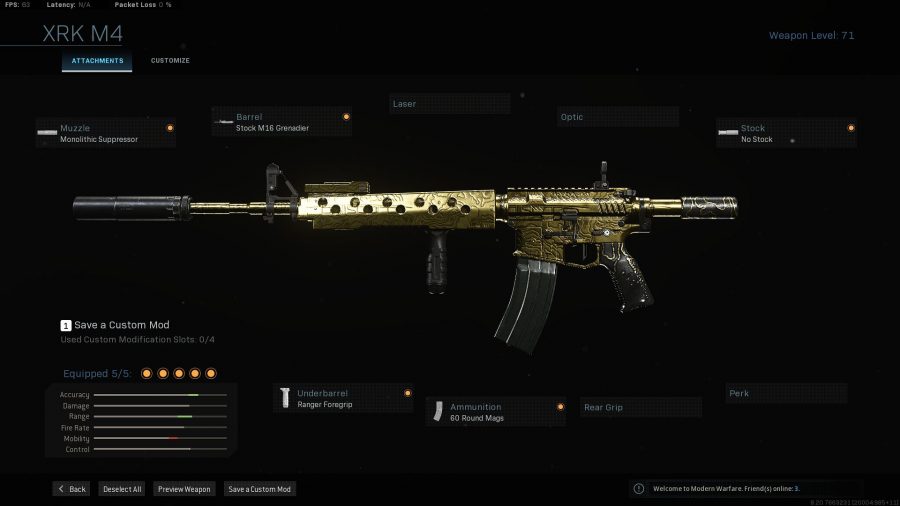 FPS: 63 Latency: N/A Packet Loss 0 %
XRK M4
Weapon Level: 71
ATTACHMENTS
CUSTOMIZE
Laser
Barrel
Stock M16 Grenadier
Optic
Muzzle
Monolithic Suppressor
Stock
No Stock
1 Save a Custom Mod
Used Custom Modification Slots: 0/4
Equipped 5/5:
Accuracy
Damage
Range
Fire Rate
Mobility
Control
Underbarrel
Ranger Foregrip
Ammunition
60 Round Mags
Rear Grip
Perk
Back
Deselect All
Preview Weapon
Save a Custom Mod
Welcome to Modern Warfare. Friend(s) online: 3.